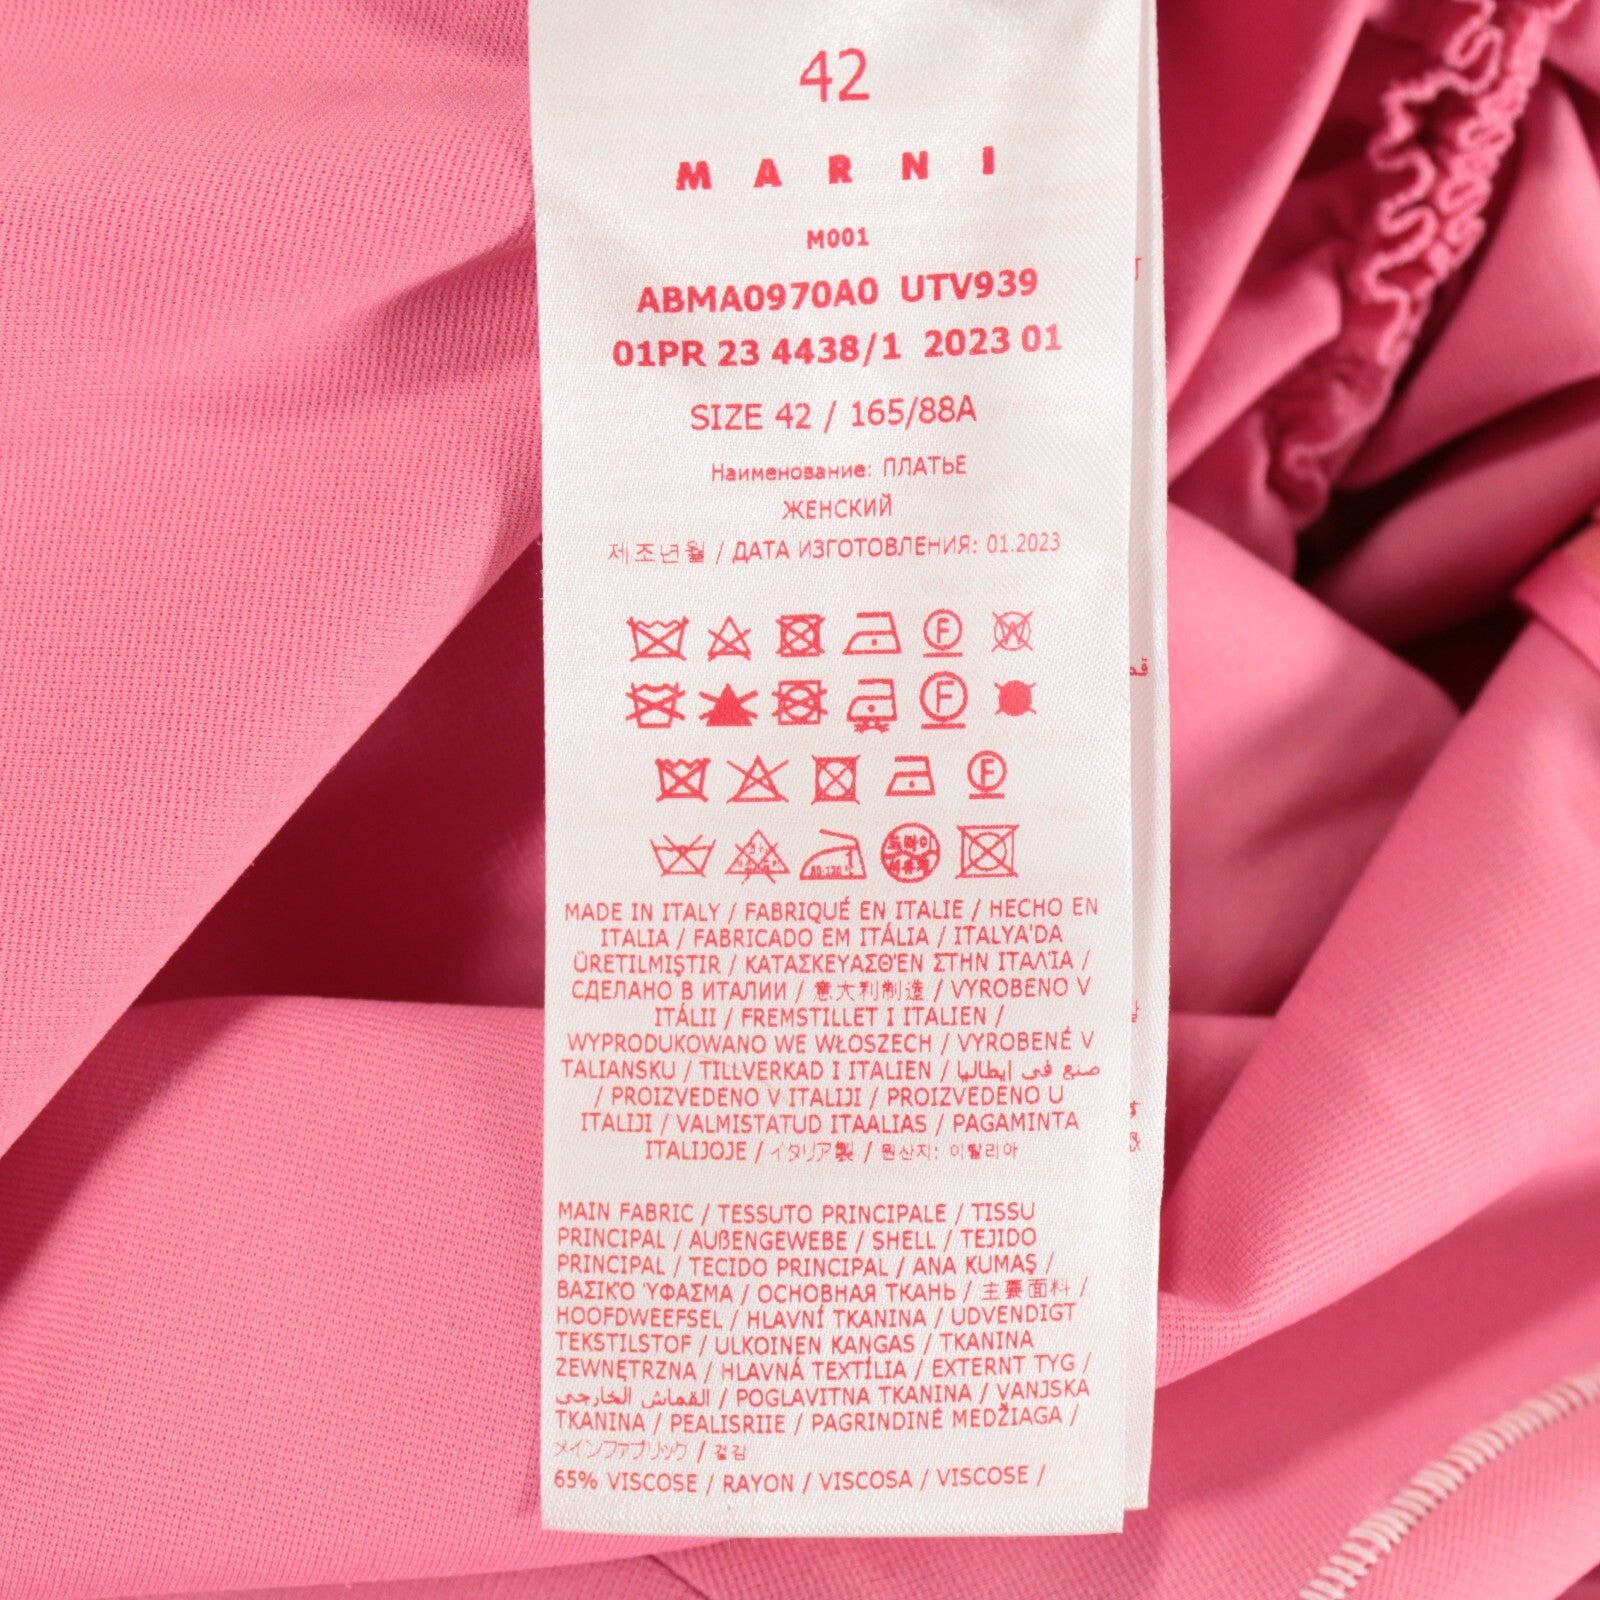 42
MARNI
M001
ABMA0970A0 UTV939
01PR 23 4438/1 2023 01
SIZE 42 / 165/88A
Наименование: ПЛАТЬЕ
ЖЕНСКИЙ
제조년월 / ДАТА ИЗГОТОВЛЕНИЯ: 01.2023
F W
F
F
MADE IN ITALY / FABRIQUÉ EN ITALIE / HECHO EN
ITALIA / FABRICADO EM ITÁLIA / ITALYA'DA
ÜRETILMIŞTIR / ΚΑΤΑΣΚΕΥΑΣΘΈΝ ΣΤΗΝ ΙΤΑΛΊΑ /
СДЕЛАНО В ИТАЛИИ / 意大利制造 / VYROBENO V
ITÁLII / FREMSTILLET I ITALIEN /
WYPRODUKOWANO WE WŁOSZECH / VYROBENÉ V
TALIANSKU / TILLVERKAD I ITALIEN / صنع في ايطاليا
/ PROIZVEDENO V ITALIJI / PROIZVEDENO U
ITALIJI / VALMISTATUD ITAALIAS / PAGAMINTA
ITALIJOJE / イタリア製 / 원산지: 이탈리아
MAIN FABRIC / TESSUTO PRINCIPALE / TISSU
PRINCIPAL / AUßENGEWEBE / SHELL / TEJIDO
PRINCIPAL / TECIDO PRINCIPAL / ANA KUMAŞ /
ΒΑΣΙΚΟ ΎΦΑΣΜΑ / ОСНОВНАЯ ТКАНЬ / 主要面料 /
HOOFDWEEFSEL / HLAVNÍ TKANINA / UDVENDIGT
TEKSTILSTOF / ULKOINEN KANGAS / TKANINA
ZEWNĘTRZNA / HLAVNÁ TEXTÍLIA / EXTERNT TYG /
القماش الخارجي / POGLAVITNA TKANINA / VANJSKA
TKANINA / PEALISRIIE / PAGRINDINĖ MEDŽIAGA /
メインファブリック / 겉감
65% VISCOSE / RAYON / VISCOSA / VISCOSE /